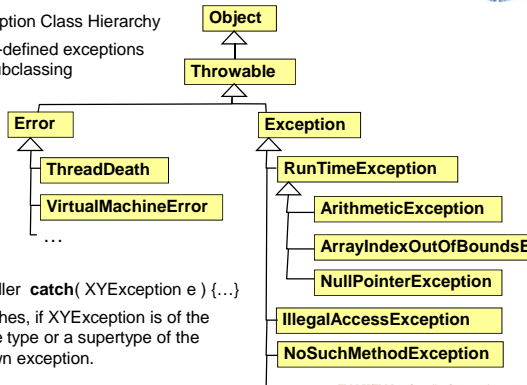 ption Class Hierarchy
-defined exceptions
ubclassing
Object
Throwable
Error
Exception
ThreadDeath
VirtualMachineError
…
RunTimeException
ArithmeticException
ArrayIndexOutOfBoundsE
NullPointerException
IllegalAccessException
NoSuchMethodException
ller catch( XYException e ) {…}
hes, if XYException is of the
e type or a supertype of the
wn exception.